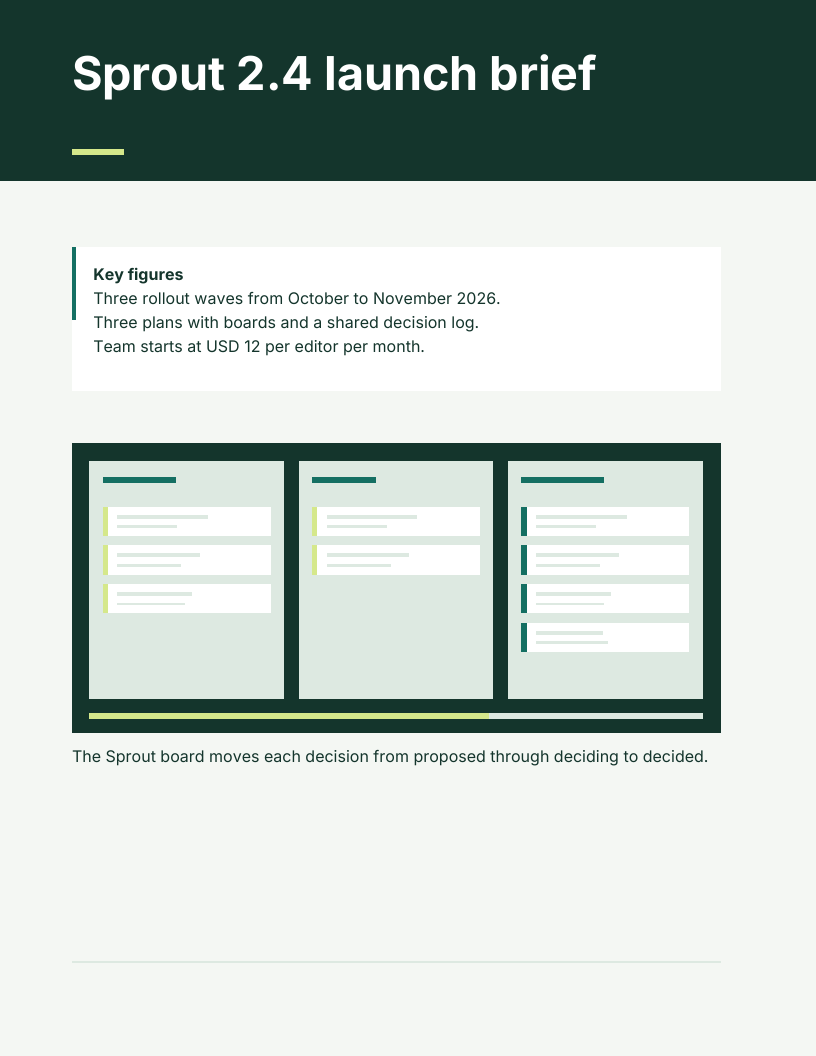 Sprout 2.4 launch brief
Key figures
Three rollout waves from October to November 2026.
Three plans with boards and a shared decision log.
Team starts at USD 12 per editor per month.
The Sprout board moves each decision from proposed through deciding to decided.